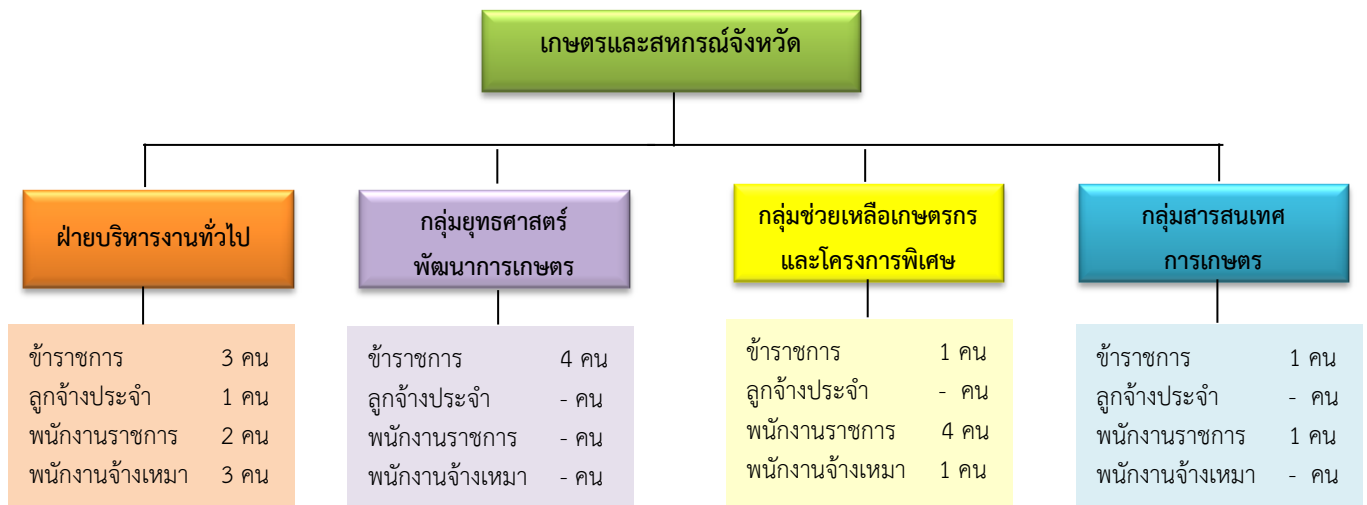 เกษตรและสหกรณ์จังหวัด
ฝ่ายบริหารงานทั่วไป
ข้าราชการ 3 คน
ลูกจ้างประจำ 1 คน
พนักงานราชการ 2 คน
พนักงานจ้างเหมา 3 คน
กลุ่มยุทธศาสตร์
พัฒนาการเกษตร
ข้าราชการ 4 คน
ลูกจ้างประจำ - คน
พนักงานราชการ - คน
พนักงานจ้างเหมา - คน
กลุ่มช่วยเหลือเกษตรกร
และโครงการพิเศษ
ข้าราชการ 1 คน
ลูกจ้างประจำ - คน
พนักงานราชการ 4 คน
พนักงานจ้างเหมา 1 คน
กลุ่มสารสนเทศ
การเกษตร
ข้าราชการ 1 คน
ลูกจ้างประจำ - คน
พนักงานราชการ 1 คน
พนักงานจ้างเหมา - คน